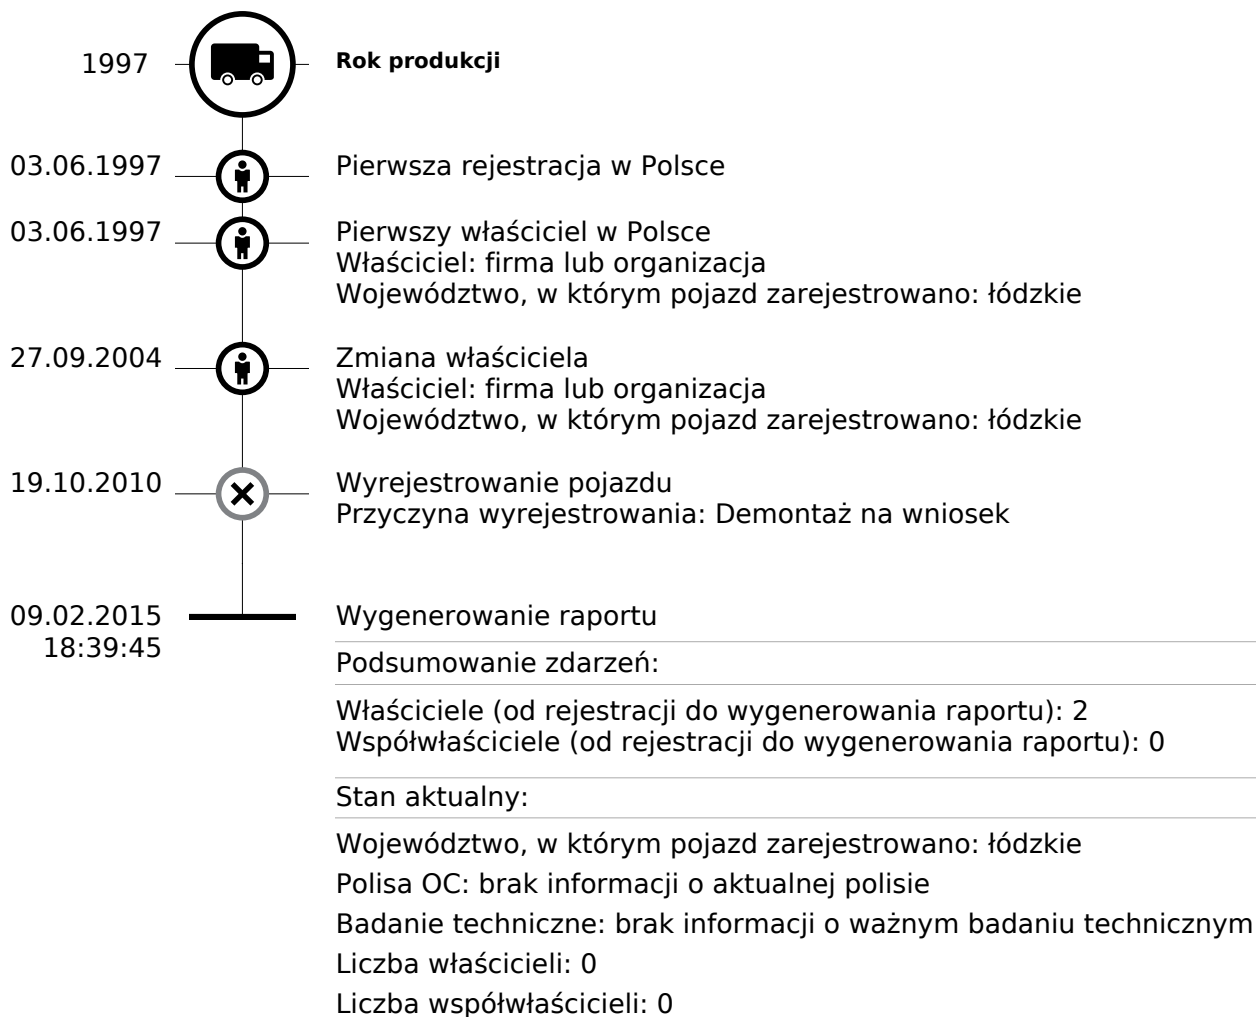 1997
Rok produkcji
03.06.1997
Pierwsza rejestracja w Polsce
03.06.1997
Pierwszy właściciel w Polsce
Właściciel: firma lub organizacja
Województwo, w którym pojazd zarejestrowano: łódzkie
27.09.2004
Zmiana właściciela
Właściciel: firma lub organizacja
Województwo, w którym pojazd zarejestrowano: łódzkie
19.10.2010
Wyrejestrowanie pojazdu
Przyczyna wyrejestrowania: Demontaż na wniosek
09.02.2015
18:39:45
Wygenerowanie raportu
Podsumowanie zdarzeń:
Właściciele (od rejestracji do wygenerowania raportu): 2
Współwłaściciele (od rejestracji do wygenerowania raportu): 0
Stan aktualny:
Województwo, w którym pojazd zarejestrowano: łódzkie
Polisa OC: brak informacji o aktualnej polisie
Badanie techniczne: brak informacji o ważnym badaniu technicznym
Liczba właścicieli: 0
Liczba współwłaścicieli: 0